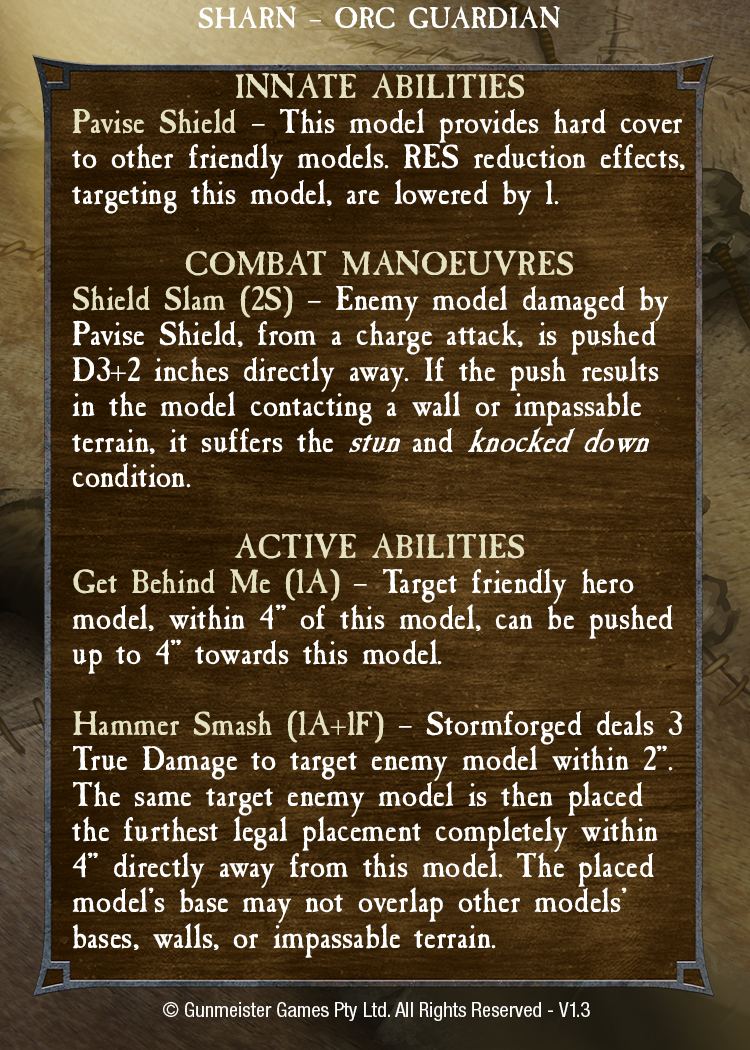 SHARN – ORC GUARDIAN
INNATE ABILITIES
Pavise Shield – This model provides hard cover
to other friendly models. RES reduction effects,
targeting this model, are lowered by 1.
COMBAT MANOEUVRES
Shield Slam (2S) – Enemy model damaged by
Pavise Shield, from a charge attack, is pushed
D3+2 inches directly away. If the push results
in the model contacting a wall or impassable
terrain, it suffers the stun and knocked down
condition.
ACTIVE ABILITIES
Get Behind Me (1A) – Target friendly hero
model, within 4” of this model, can be pushed
up to 4” towards this model.
Hammer Smash (1A+1F) – Stormforged deals 3
True Damage to target enemy model within 2”.
The same target enemy model is then placed
the furthest legal placement completely within
4” directly away from this model. The placed
model’s base may not overlap other models’
bases, walls, or impassable terrain.
© Gunmeister Games Pty Ltd. All Rights Reserved - V1.3